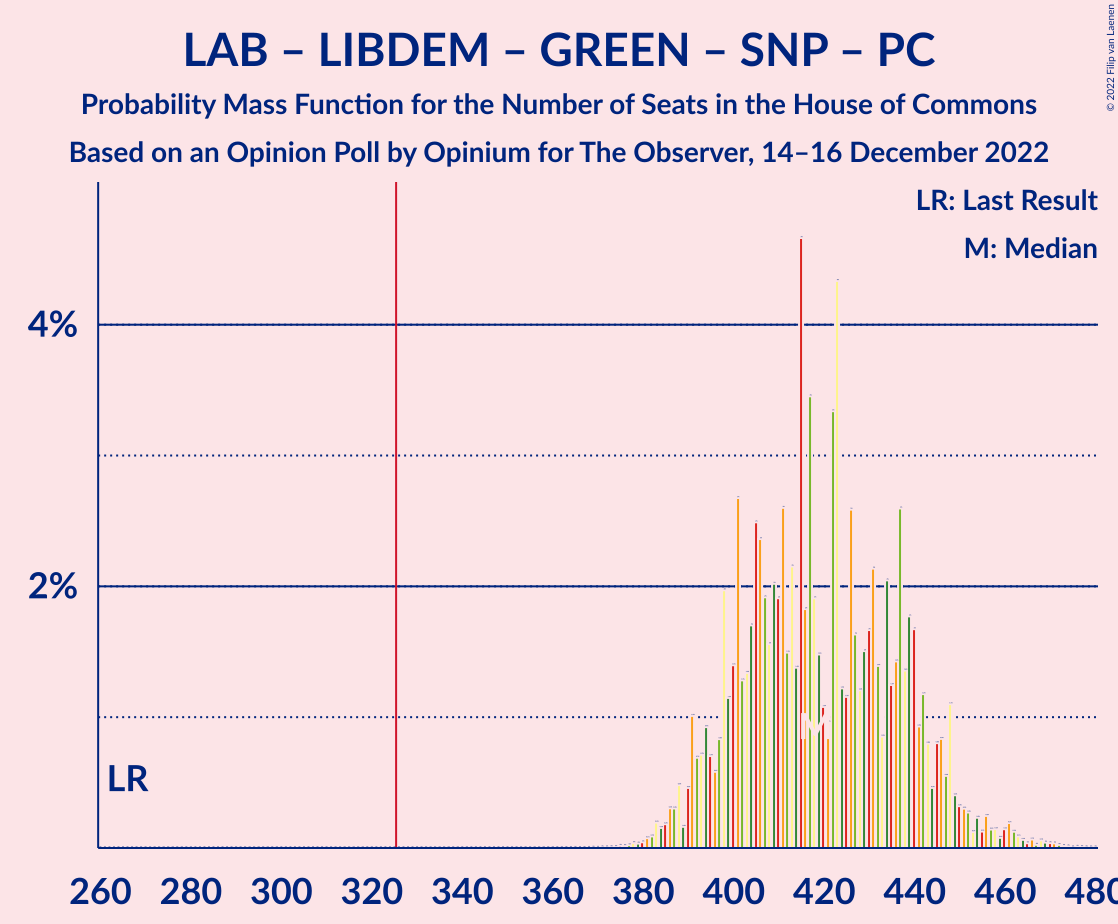 LAB – LIBDEM – GREEN – SNP – PC
Probability Mass Function for the Number of Seats in the House of Commons
Based on an Opinion Poll by Opinium for The Observer, 14–16 December 2022
© 2022 Filip van Laenen
LR: Last Result
M: Median
4%
2%
LR
M
260 280 300 320 340 360 380 400 420 440 460 480